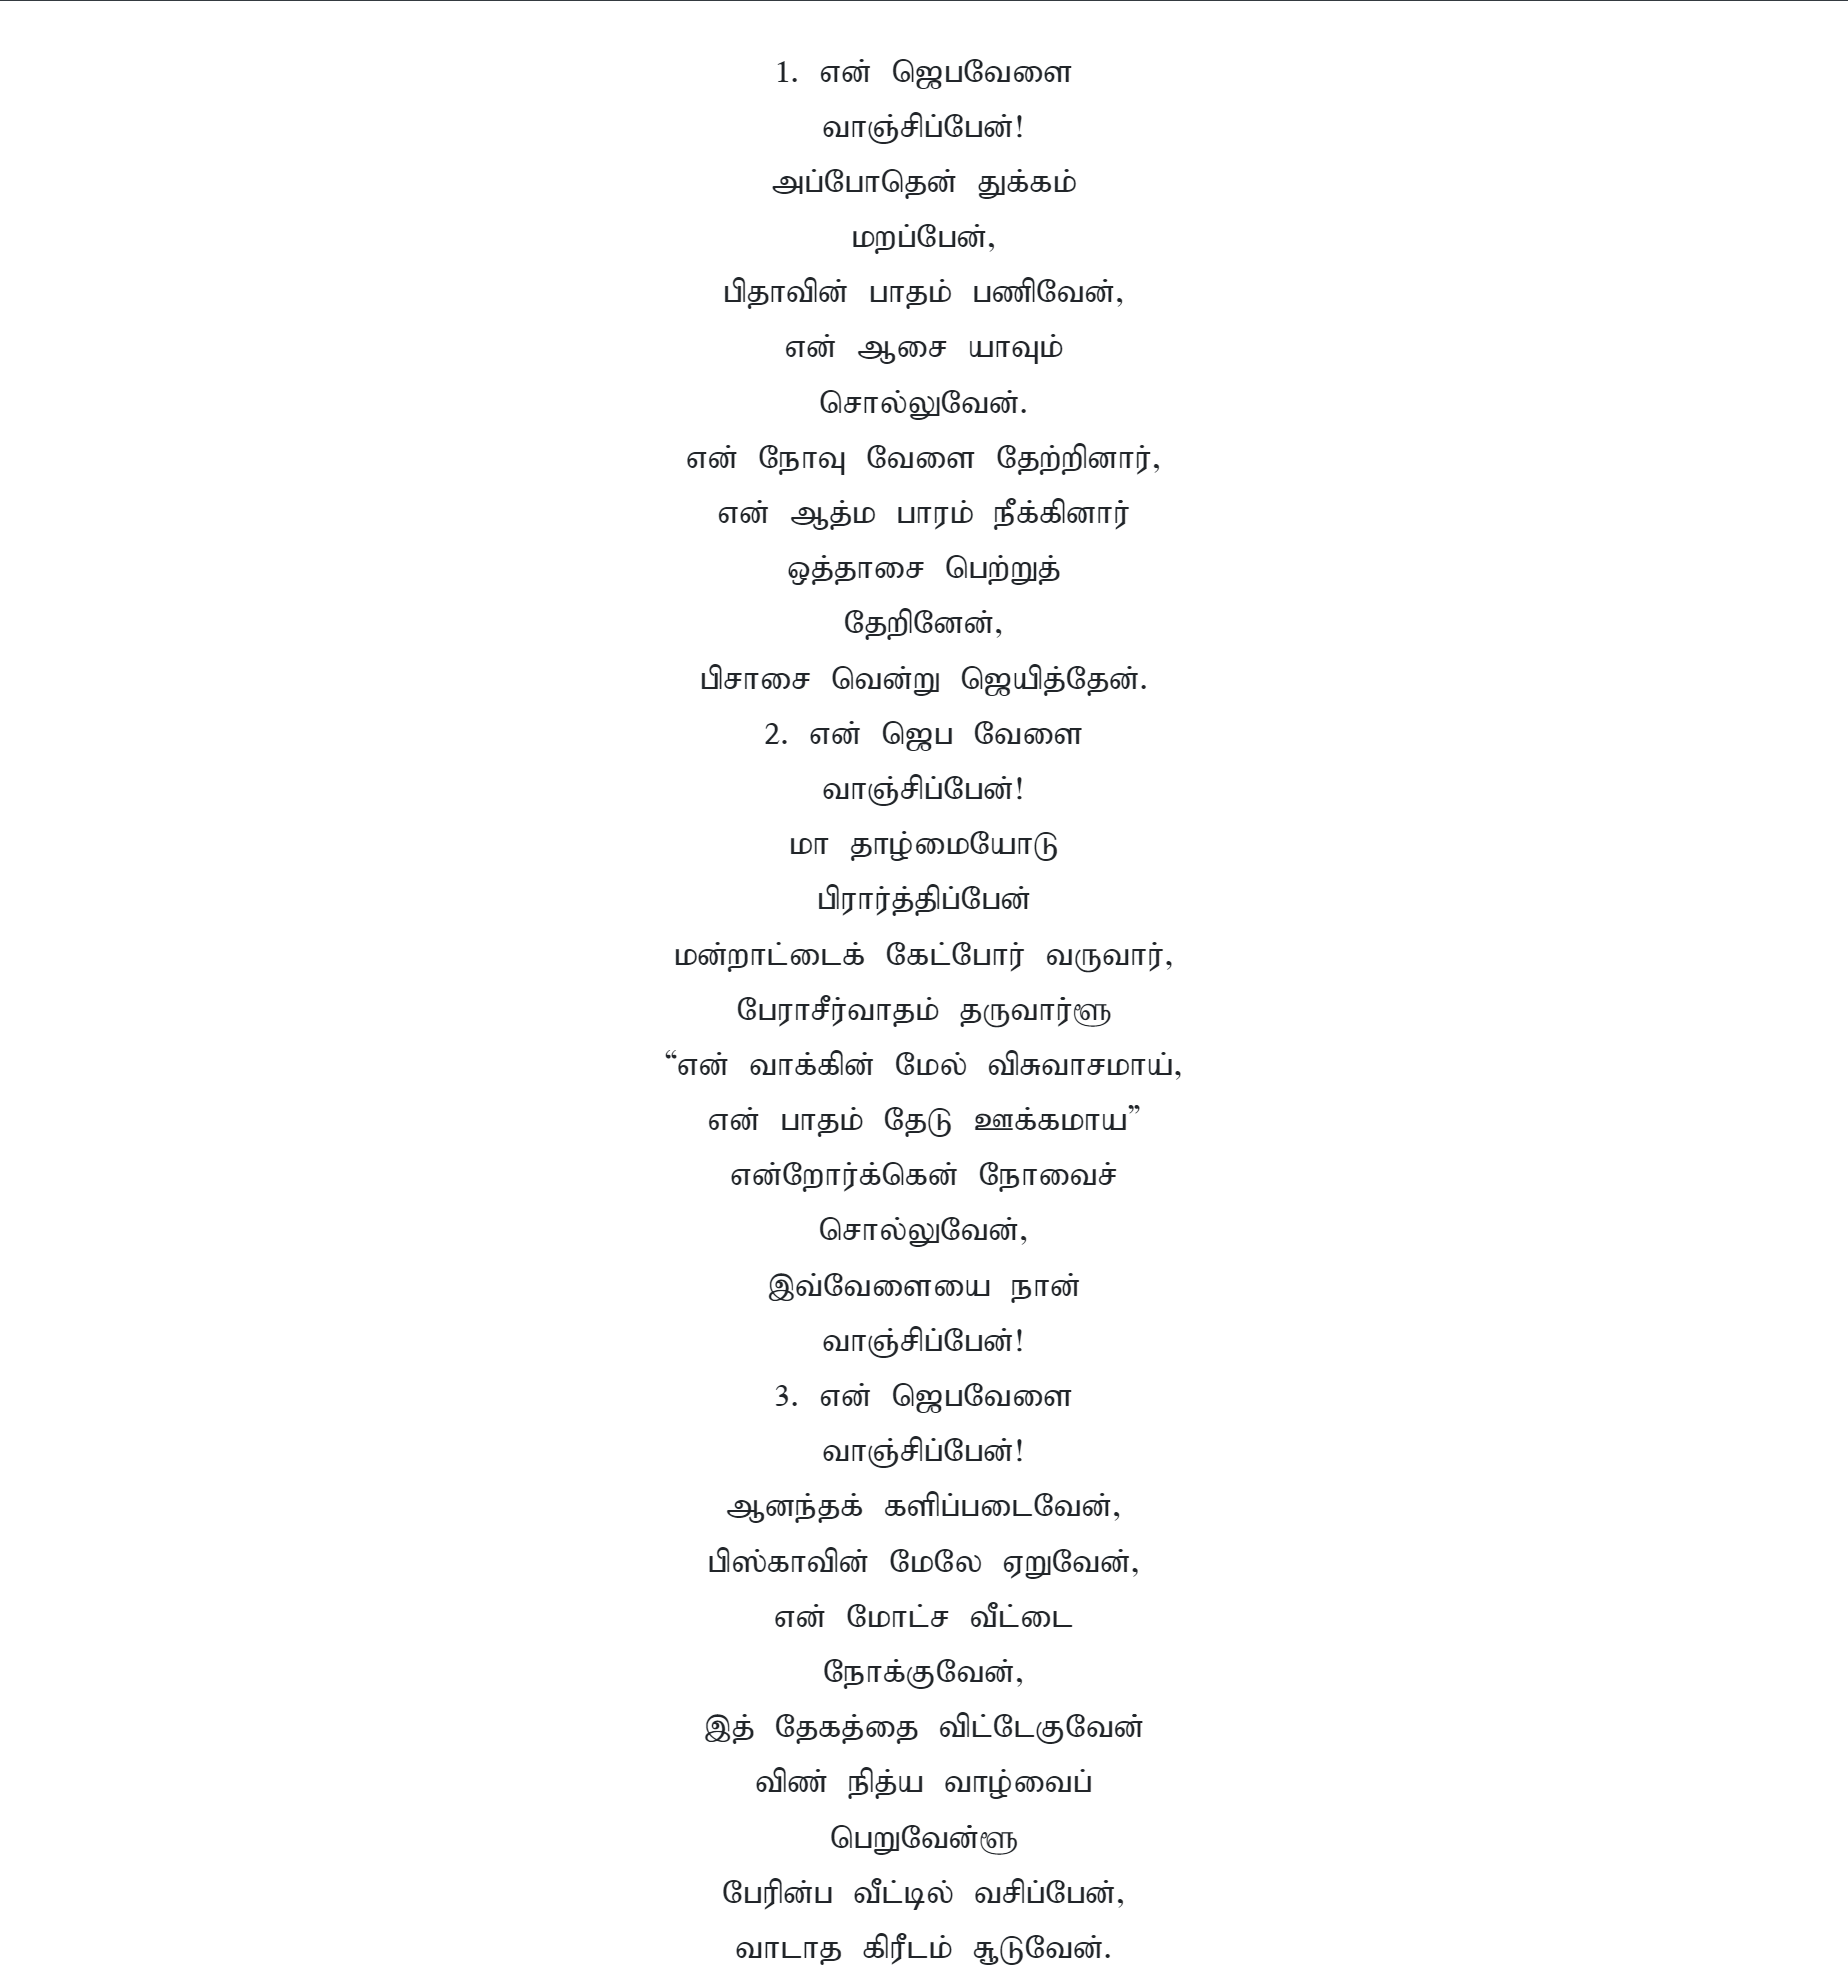 1. என் ஜெபவேளை
வாஞ்சிப்பேன்!
அப்போதென் துக்கம்
மறப்பேன்,
பிதாவின் பாதம் பணிவேன்,
என் ஆசை யாவும்
சொல்லுவேன்.
என் நோவு வேளை தேற்றினார்,
என் ஆத்ம பாரம் நீக்கினார்
ஒத்தாசை பெற்றுத்
தேறினேன்,
பிசாசை வென்று ஜெயித்தேன்.
2. என் ஜெப வேளை
வாஞ்சிப்பேன்!
மா தாழ்மையோடு
பிரார்த்திப்பேன்
மன்றாட்டைக் கேட்போர் வருவார்,
பேராசீர்வாதம் தருவார்ளூ
“என் வாக்கின் மேல் விசுவாசமாய்,
என் பாதம் தேடு ஊக்கமாய”
என்றோர்க்கென் நோவைச்
சொல்லுவேன்,
இவ்வேளையை நான்
வாஞ்சிப்பேன்!
3. என் ஜெபவேளை
வாஞ்சிப்பேன்!
ஆனந்தக் களிப்படைவேன்,
பிஸ்காவின் மேலே ஏறுவேன்,
என் மோட்ச வீட்டை
நோக்குவேன்,
இத் தேகத்தை விட்டேகுவேன்
விண் நித்ய வாழ்வைப்
பெறுவேன்ளூ
பேரின்ப வீட்டில் வசிப்பேன்,
வாடாத கிரீடம் சூடுவேன்.